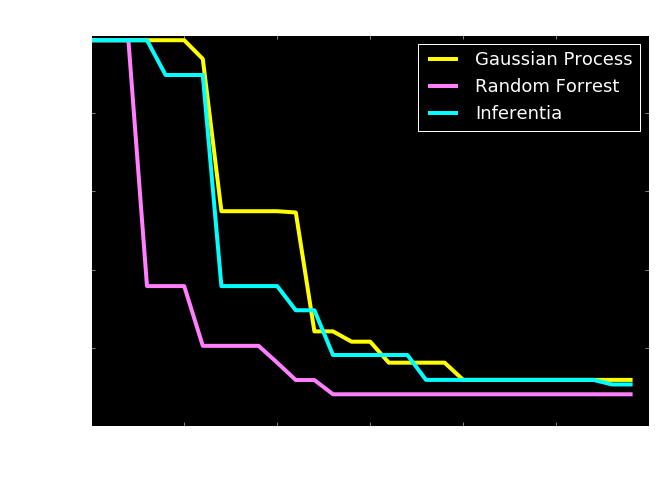 Gaussian Process
Random Forrest
Inferentia